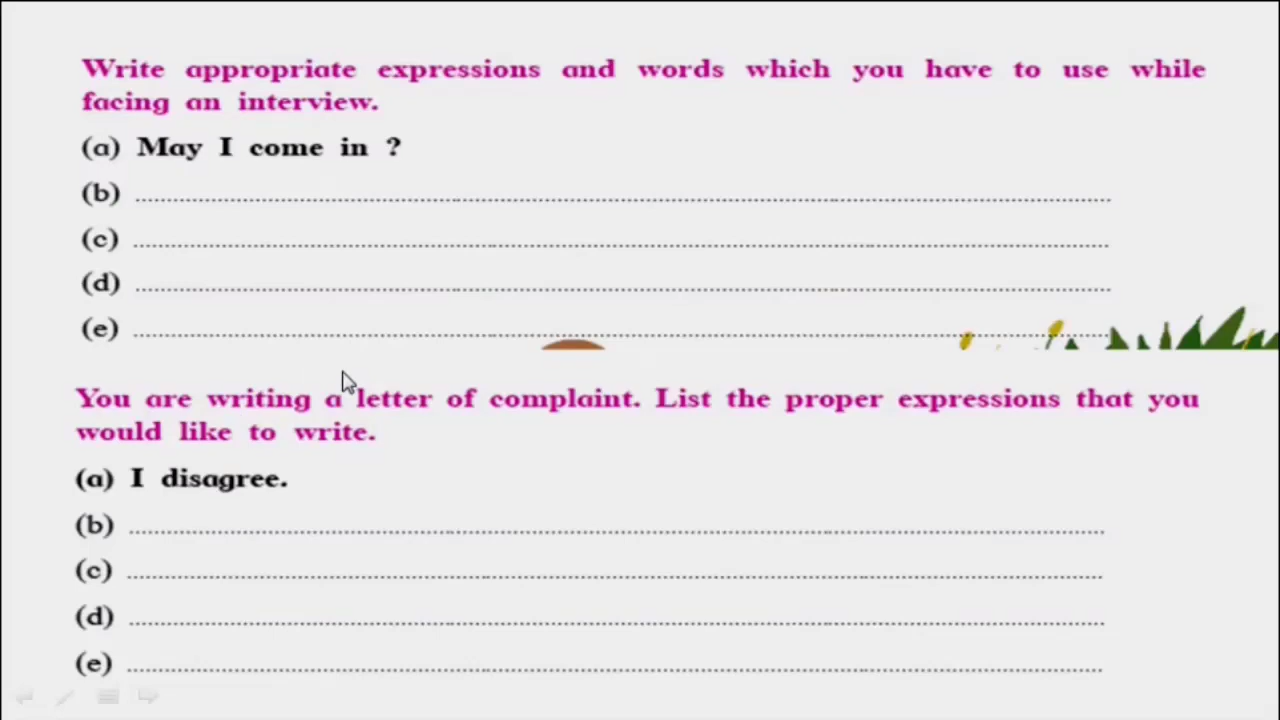 Write appropriate expressions and words which you have to use while
facing an interview.
(a) May I come in ?
(b) ........................................
(c) ........................................
(d) ........................................
(e) ........................................
You are writing a letter of complaint. List the proper expressions that you
would like to write.
(a) I disagree.
(b) ........................................
(c) ........................................
(d) ........................................
(e) ........................................